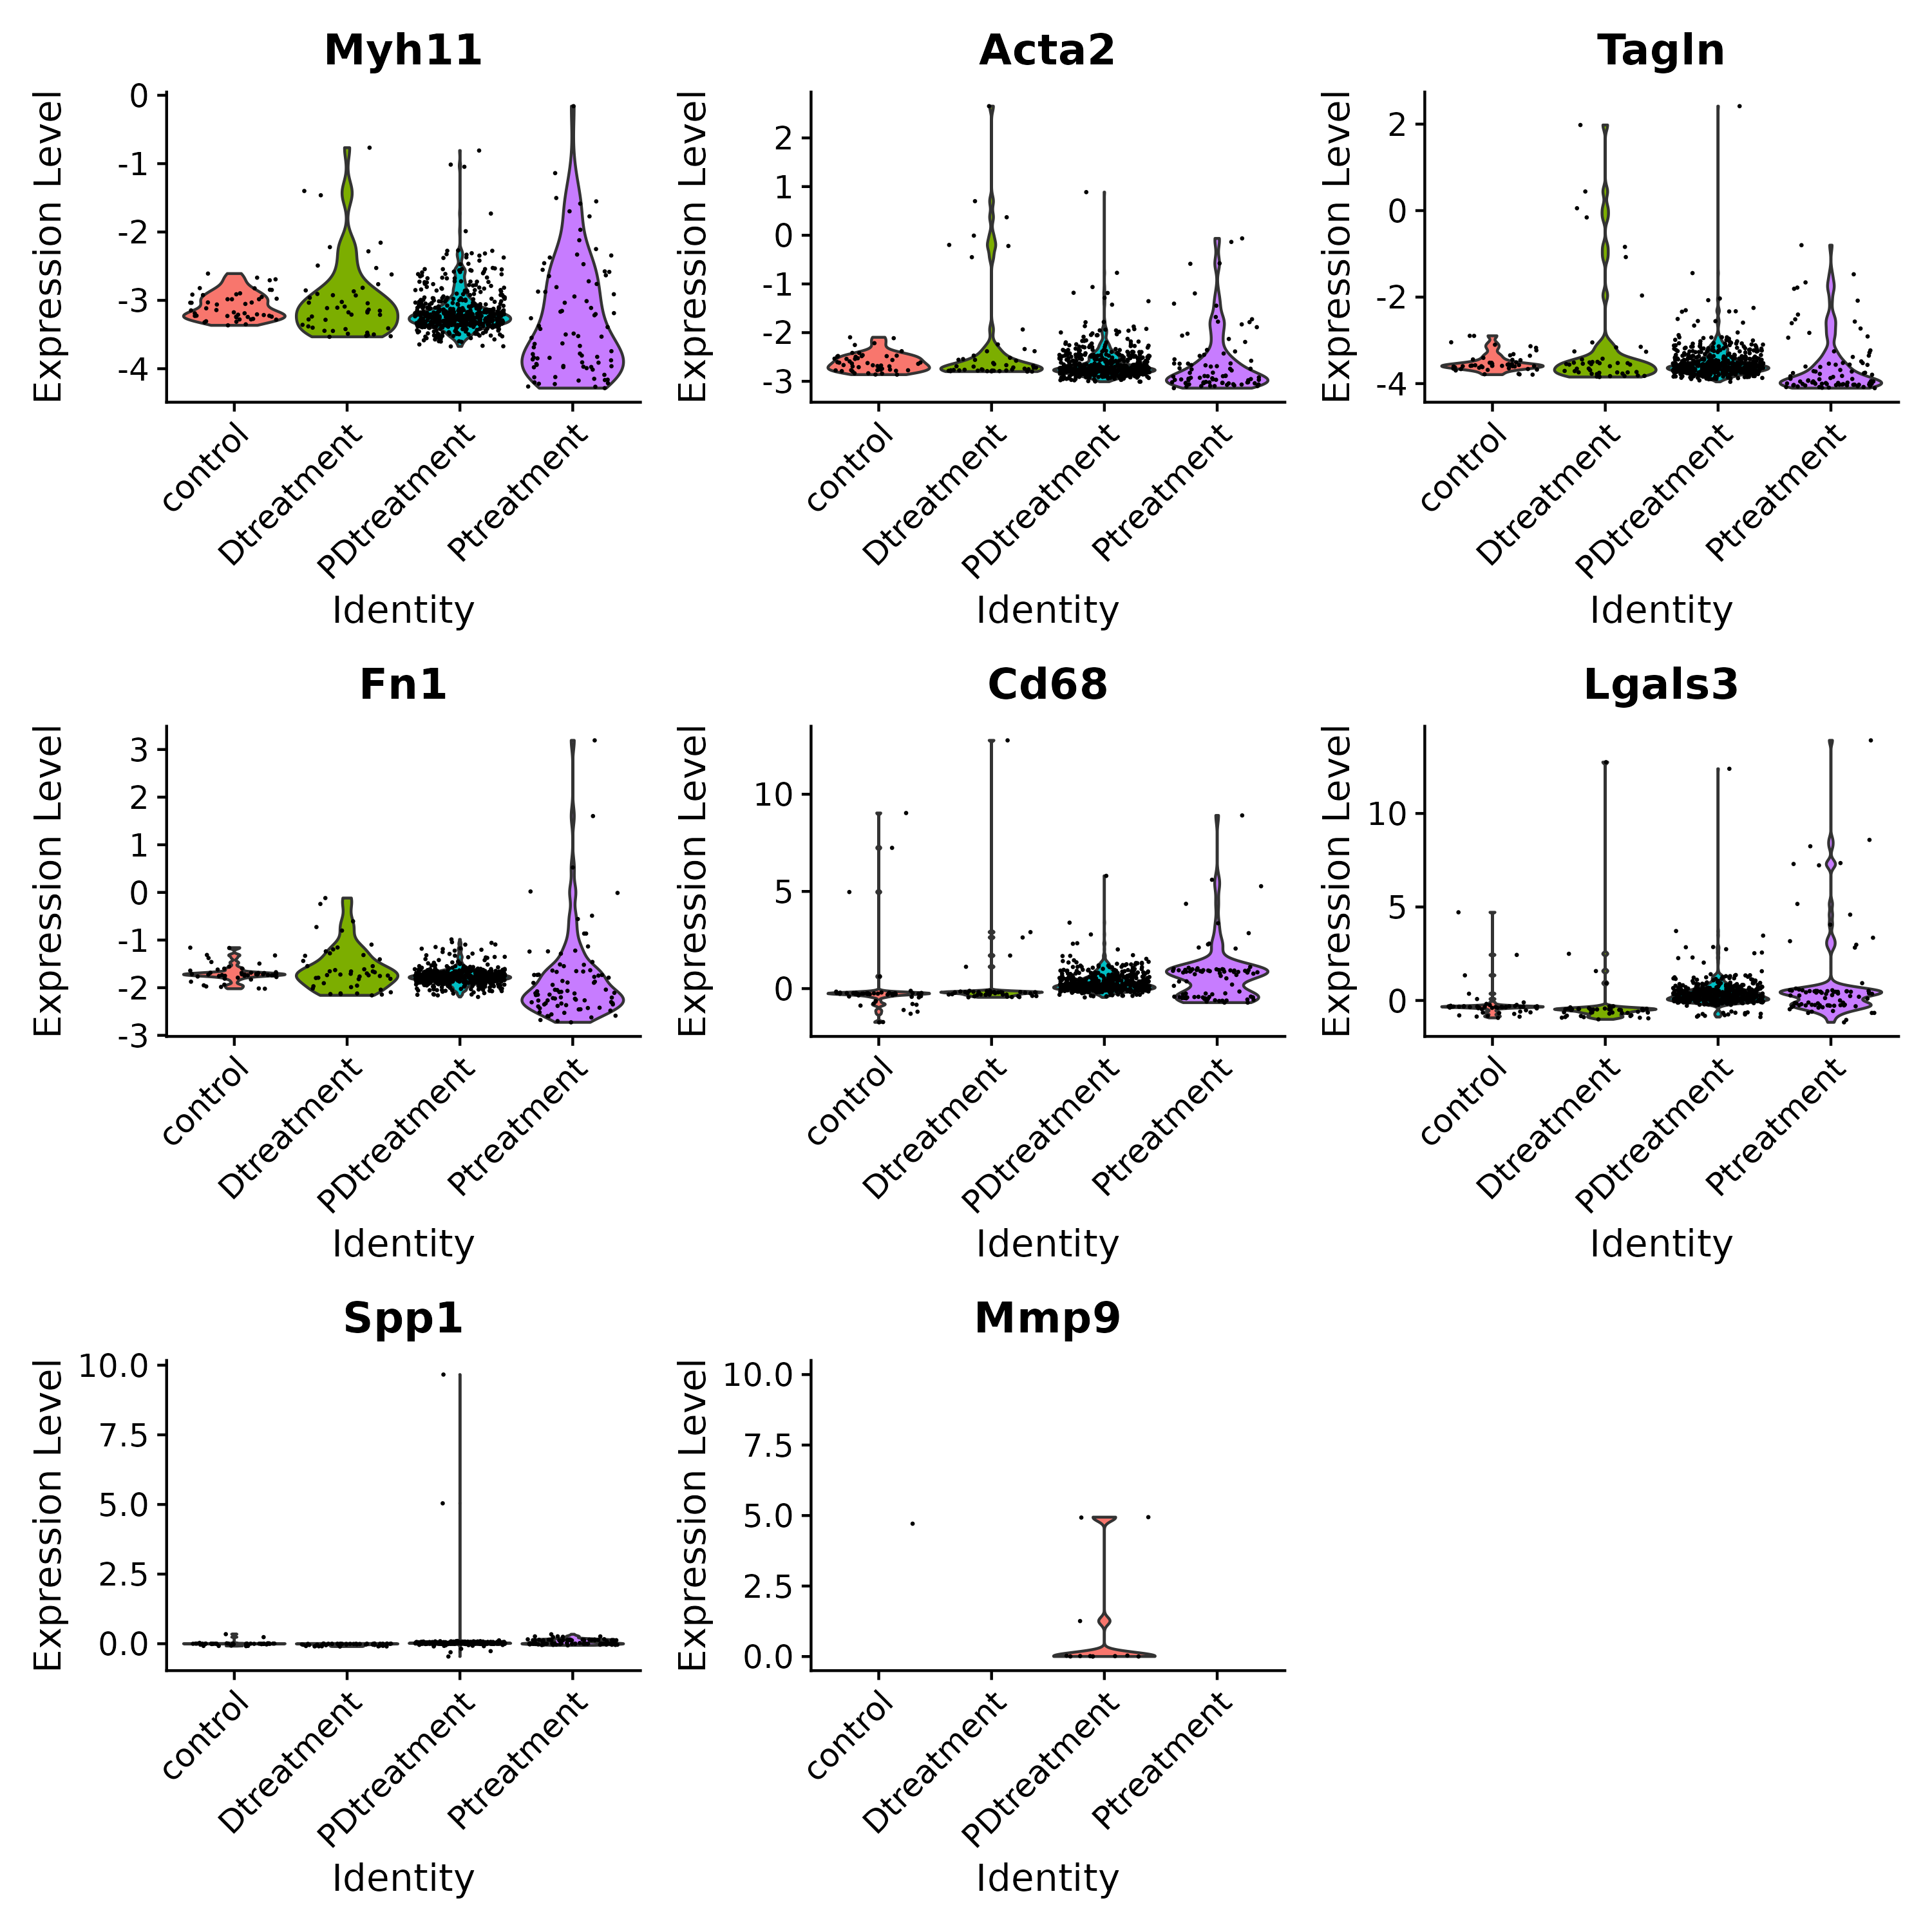 Myh11
Acta2
Tagln
Expression Level
0
-1
-2
-3
-4
control
Dtreatment
PDtreatment
Ptreatment
Identity
Expression Level
2
1
0
-1
-2
-3
control
Dtreatment
PDtreatment
Ptreatment
Identity
Expression Level
2
0
-2
-4
control
Dtreatment
PDtreatment
Ptreatment
Identity
Fn1
Cd68
Lgals3
Expression Level
3
2
1
0
-1
-2
-3
control
Dtreatment
PDtreatment
Ptreatment
Identity
Expression Level
10
5
0
control
Dtreatment
PDtreatment
Ptreatment
Identity
Expression Level
10
5
0
control
Dtreatment
PDtreatment
Ptreatment
Identity
Spp1
Mmp9
Expression Level
10.0
7.5
5.0
2.5
0.0
control
Dtreatment
PDtreatment
Ptreatment
Identity
Expression Level
10.0
7.5
5.0
2.5
0.0
control
Dtreatment
PDtreatment
Ptreatment
Identity